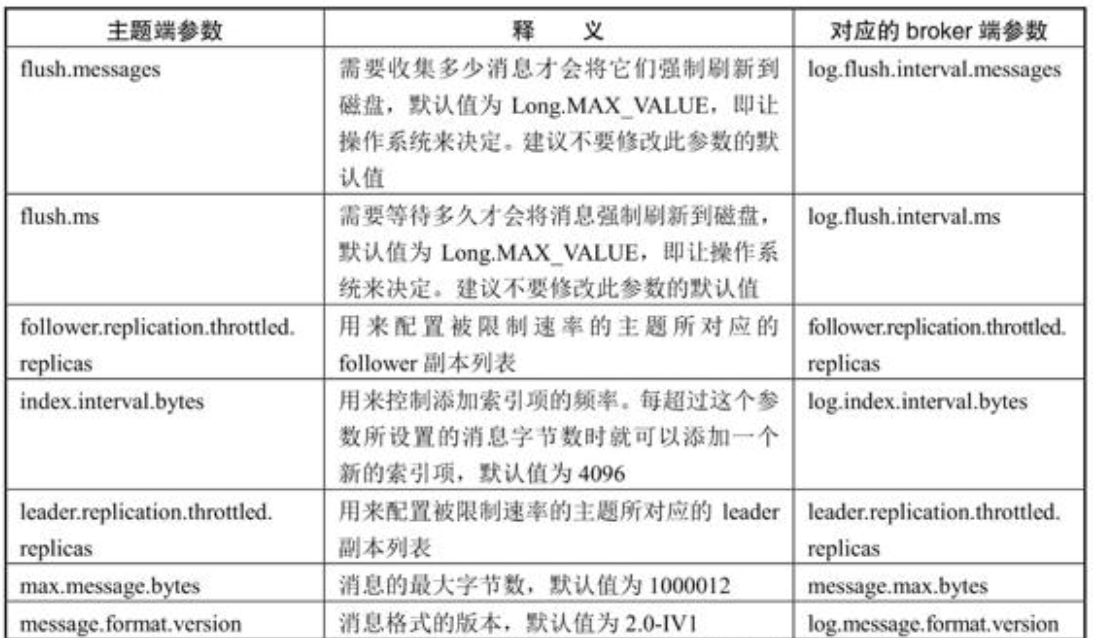 主题端参数 释 义 对应的 broker 端参数
flush.messages 需要收集多少消息才会将它们强制刷新到 log.flush.interval.messages
磁盘，默认值为 Long.MAX_VALUE，即让
操作系统来决定。建议不要修改此参数的默
认值
flush.ms 需要等待多久才会将消息强制刷新到磁盘， log.flush.interval.ms
默认值为 Long.MAX_VALUE，即让操作系
统来决定。建议不要修改此参数的默认值
follower.replication.throttled. 用来配置被限制速率的主题所对应的 follower.replication.throttled.
replicas follower 副本列表 replicas
index.interval.bytes 用来控制添加索引项的频率。每超过这个参 log.index.interval.bytes
数所设置的消息字节数时就可以添加一个
新的索引项，默认值为 4096
leader.replication.throttled. 用来配置被限制速率的主题所对应的 leader leader.replication.throttled.
replicas 副本列表 replicas
max.message.bytes 消息的最大字节数，默认值为 1000012 message.max.bytes
message.format.version 消息格式的版本，默认值为 2.0-IV1 log.message.format.version